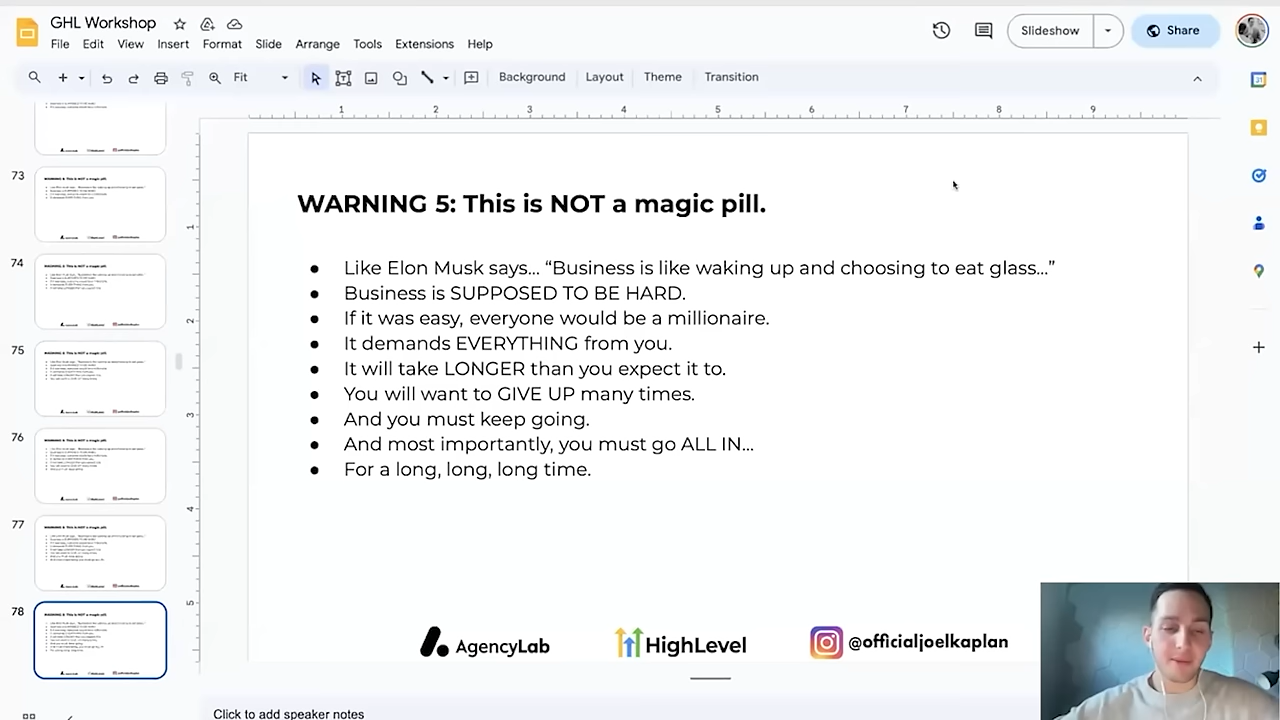 GHL Workshop
File Edit View Insert Format Slide Arrange Tools Extensions Help
Slideshow
Share
Fit
Background Layout Theme Transition
1 2 3 4 5 6 7 8 9
73
74
75
76
77
78
1
2
3
4
5
WARNING 5: This is NOT a magic pill.
● Like Elon Musk “Business is like waking up and choosing to eat glass...”
● Business is SUPPOSED TO BE HARD.
● If it was easy, everyone would be a millionaire.
● It demands EVERYTHING from you.
● will take LONGER than you expect it to.
● You will want to GIVE UP many times.
● And you must keep going.
● And most importantly you must go ALL IN.
● For a long, long, long time.
AgencyLab
HighLevel
Click to add speaker notes